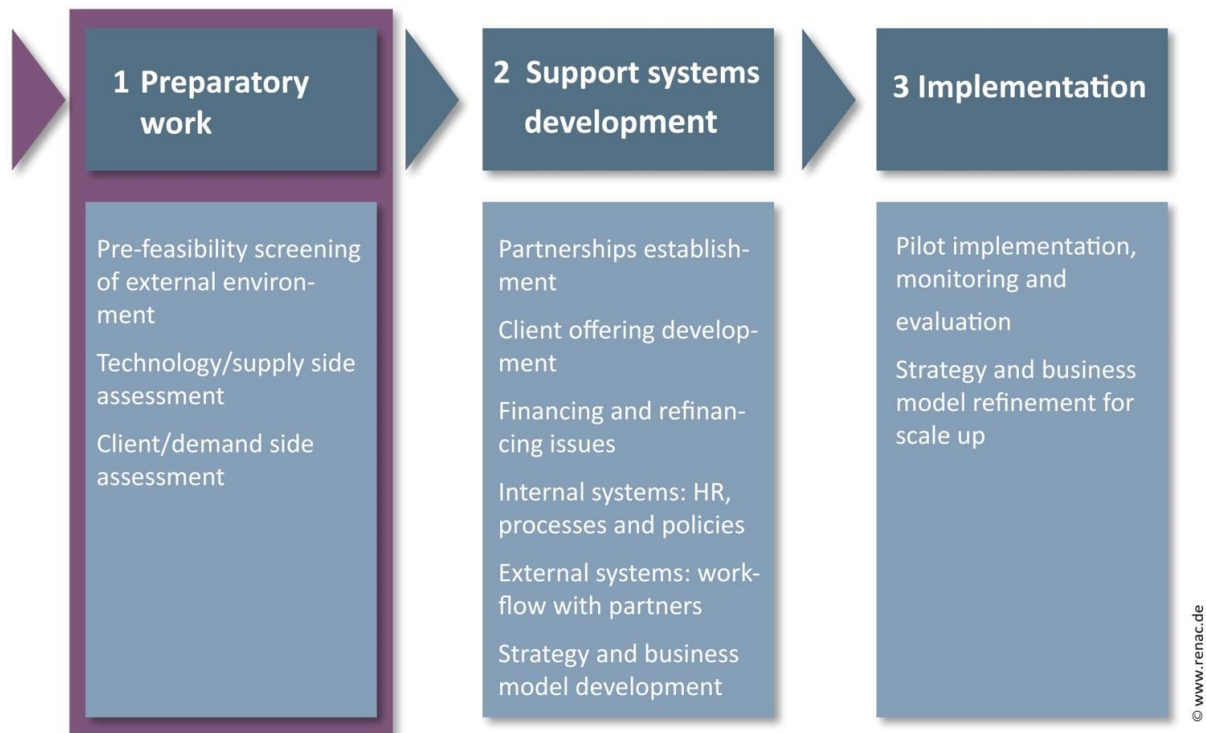 1 Preparatory
work
Pre-feasibility screening
of external environ-
ment
Technology/supply side
assessment
Client/demand side
assessment
2 Support systems
development
Partnerships establish-
ment
Client offering develop-
ment
Financing and refinan-
cing issues
Internal systems: HR,
processes and policies
External systems: work-
flow with partners
Strategy and business
model development
3 Implementation
Pilot implementation,
monitoring and
evaluation
Strategy and business
model refinement for
scale up
© www.renac.de